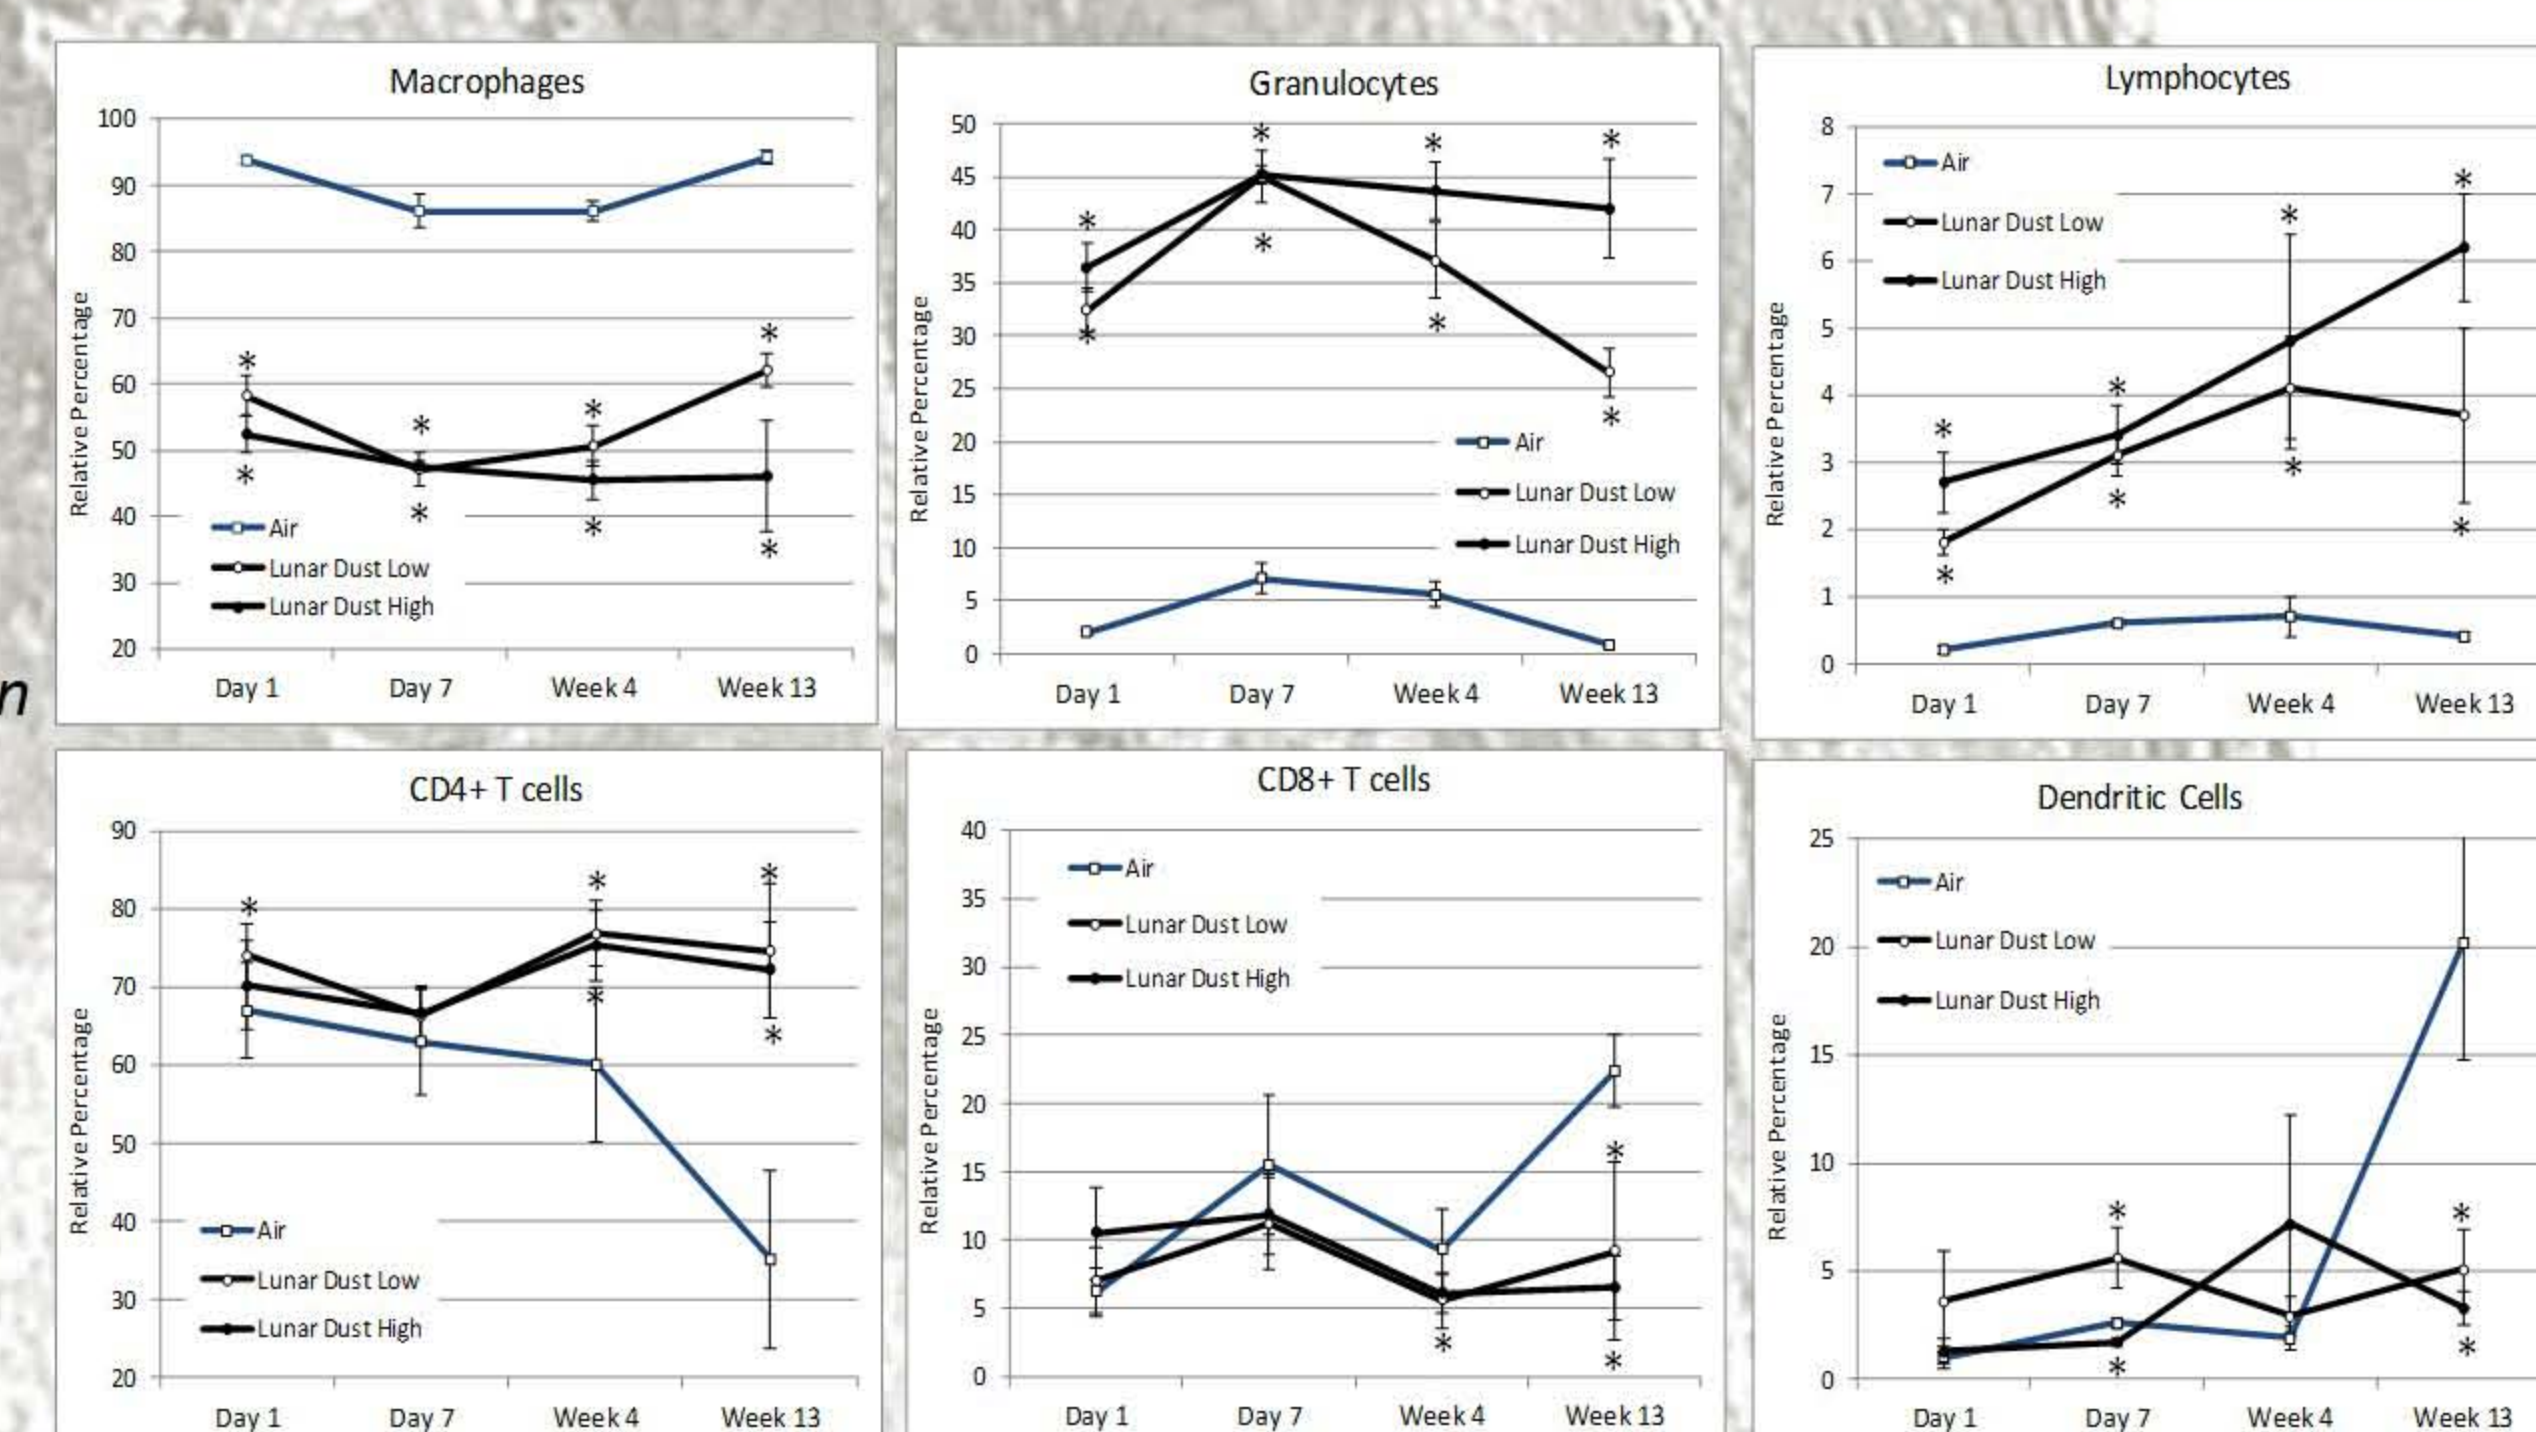 Macrophages
100
90
80
70
60
50
40
30
20
Relative Percentage
* * * *
* * * *
Air
Lunar Dust Low
Lunar Dust High
Day 1 Day 7 Week 4 Week 13
Granulocytes
50
45
40
35
30
25
20
15
10
5
0
Relative Percentage
* * * *
* * * *
Air
Lunar Dust Low
Lunar Dust High
Day 1 Day 7 Week 4 Week 13
Lymphocytes
8
7
6
5
4
3
2
1
0
Relative Percentage
Air
Lunar Dust Low
Lunar Dust High
* * * *
* * * *
Day 1 Day 7 Week 4 Week 13
n
CD4+ T cells
90
80
70
60
50
40
30
20
Relative Percentage
* * *
* *
Air
Lunar Dust Low
Lunar Dust High
Day 1 Day 7 Week 4 Week 13
CD8+ T cells
40
35
30
25
20
15
10
5
0
Relative Percentage
Air
Lunar Dust Low
Lunar Dust High
*
* *
Day 1 Day 7 Week 4 Week 13
Dendritic Cells
25
20
15
10
5
0
Relative Percentage
Air
Lunar Dust Low
Lunar Dust High
* *
* *
Day 1 Day 7 Week 4 Week 13